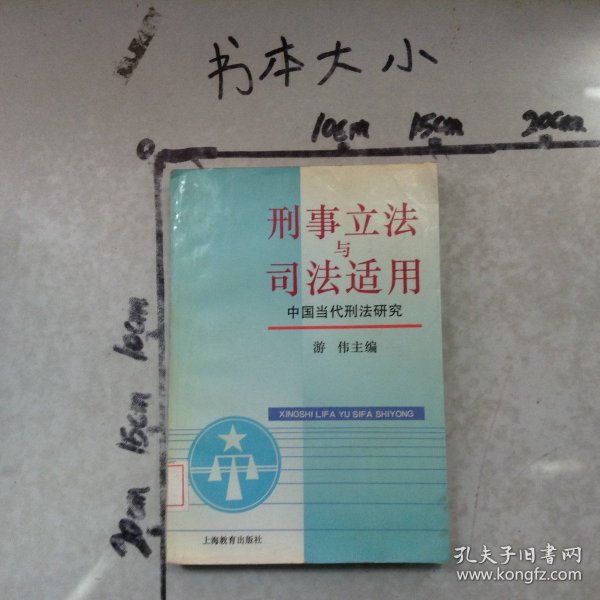 书本大小
0 10cm 15cm 20cm
刑事立法
与
司法适用
中国当代刑法研究
游 伟主编
XINGSHI LIFA YU SIFA SHIYONG
上海教育出版社
10cm
15cm
20cm
孔夫子旧书网
www.kongfz.com